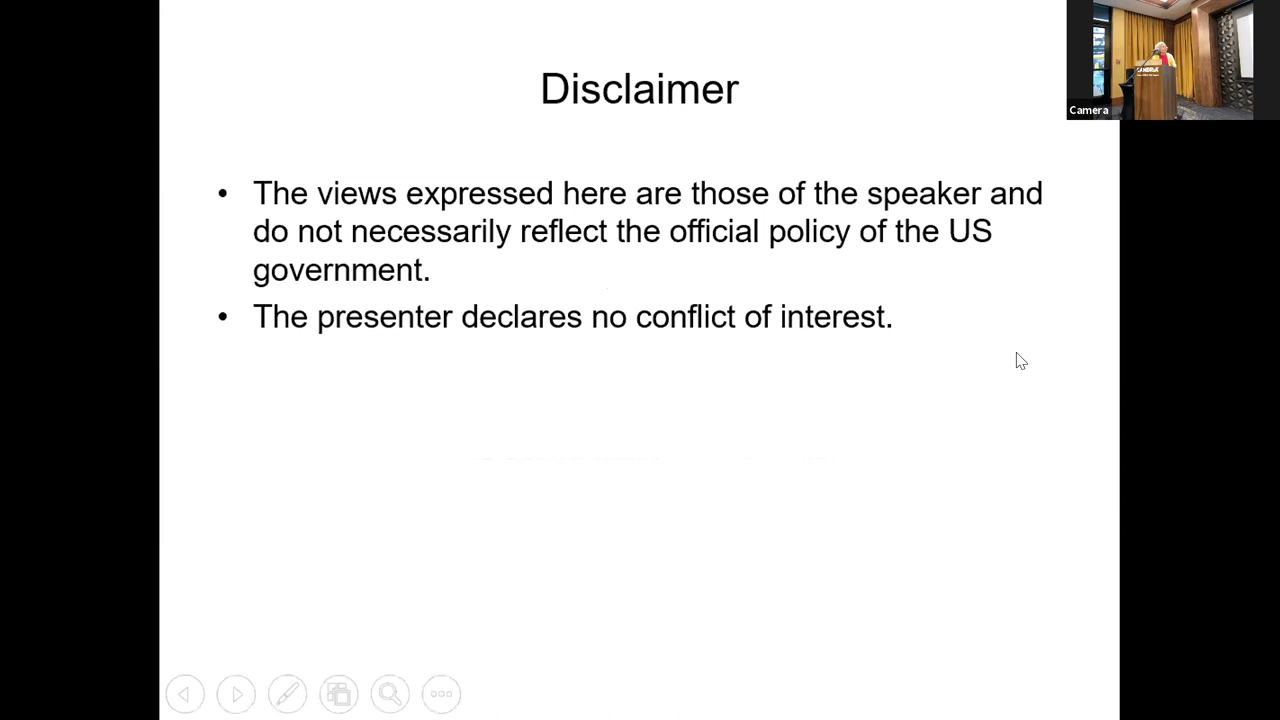 Disclaimer
• The views expressed here are those of the speaker and
do not necessarily reflect the official policy of the US
government.
• The presenter declares no conflict of interest.
Camera